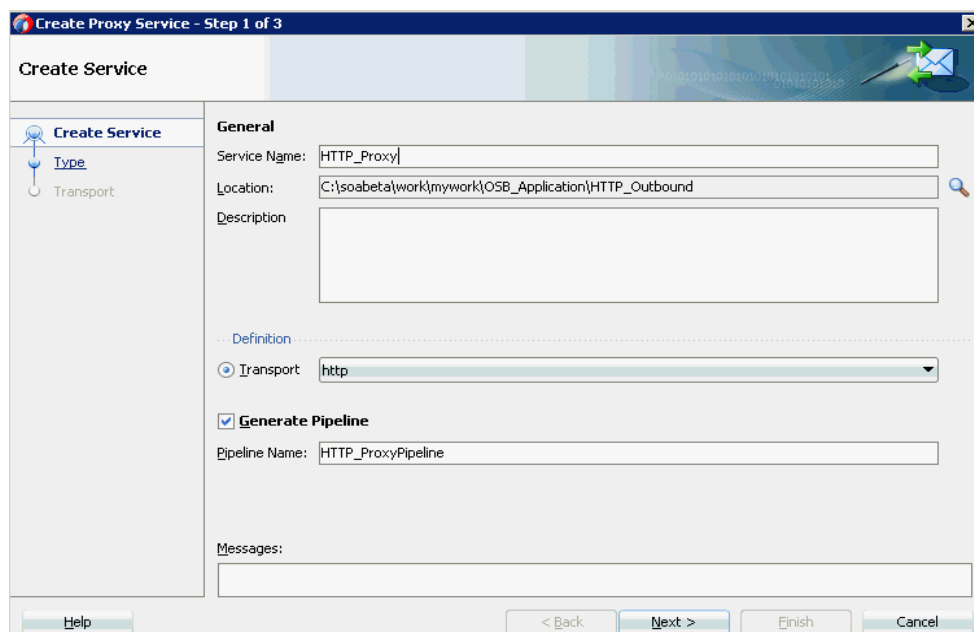 Create Proxy Service - Step 1 of 3
Create Service
Create Service
Type
Transport
General
Service Name: HTTP_Proxy
Location: C:\soabeta\work\mywork\OSB_Application\HTTP_Outbound
Description
Definition
Transport http
Generate Pipeline
Pipeline Name: HTTP_ProxyPipeline
Messages:
Help < Back Next > Finish Cancel